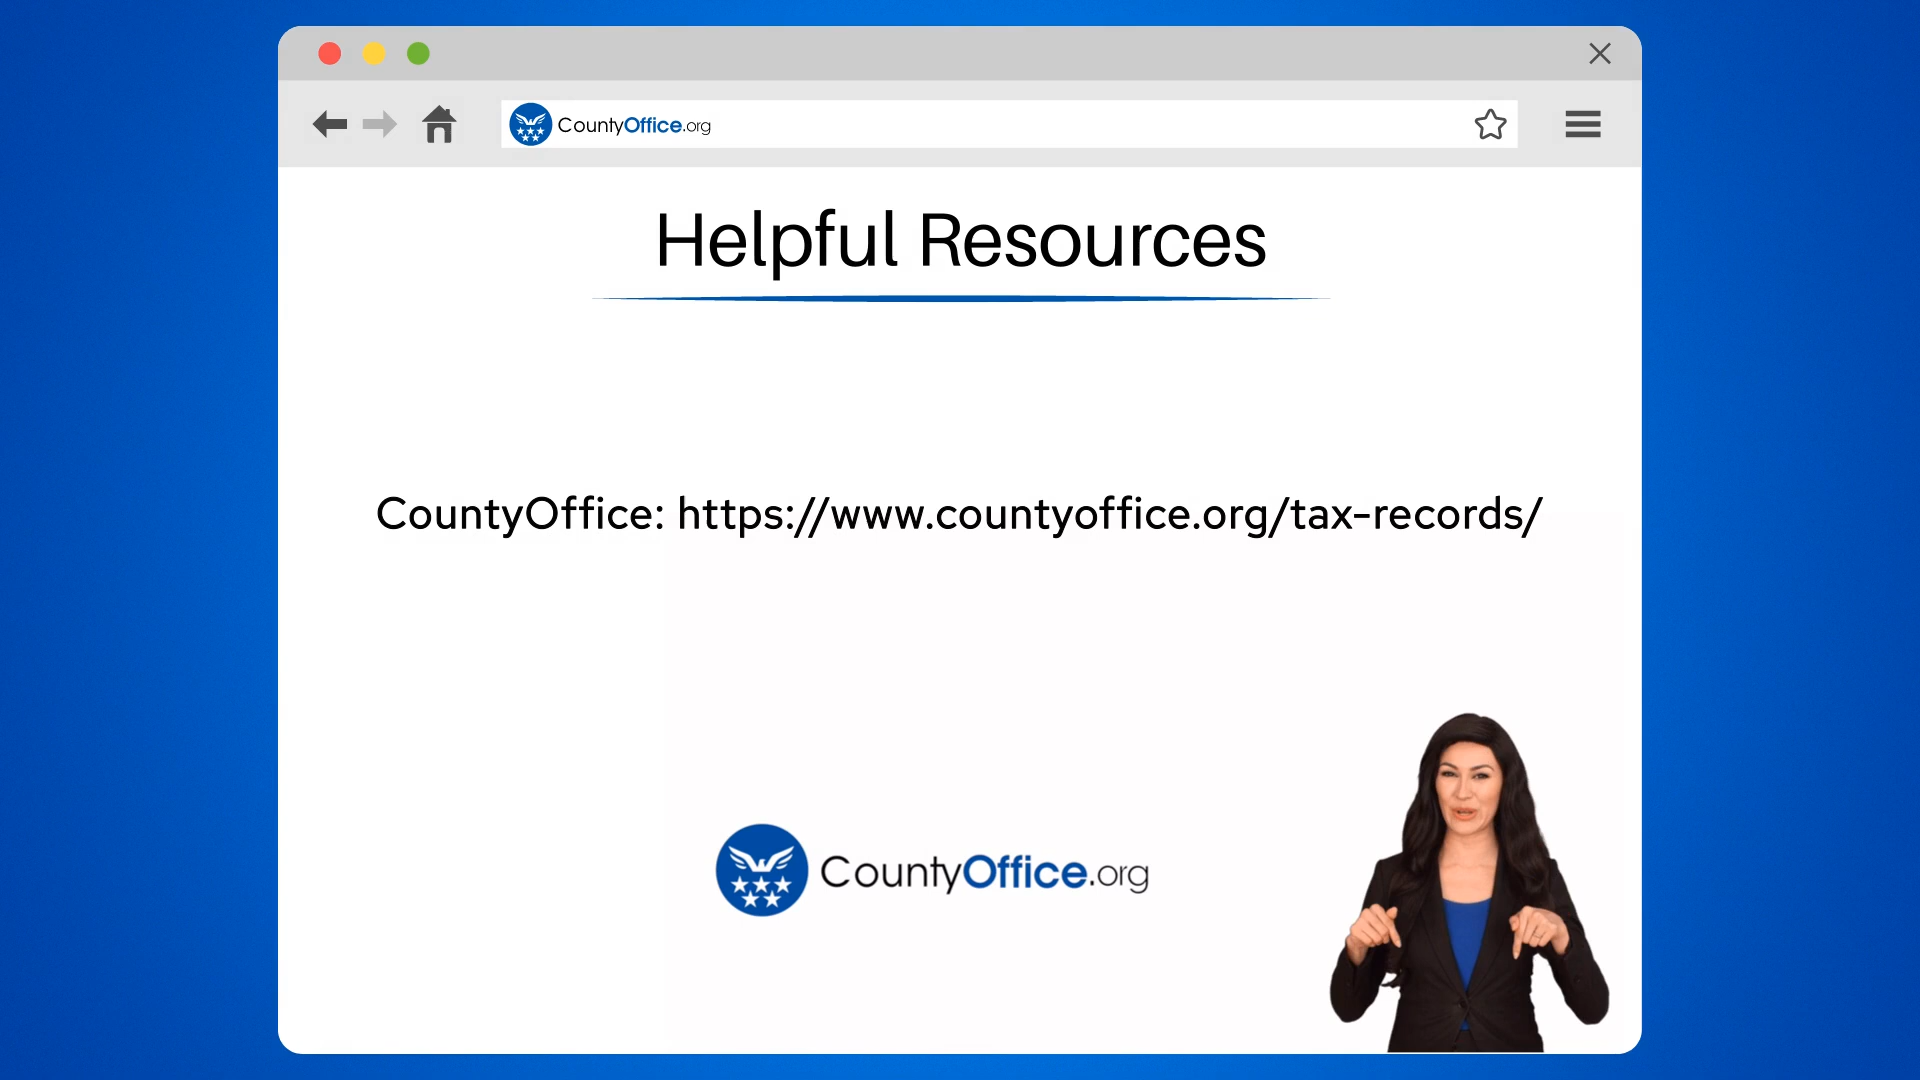 CountyOffice.org
Helpful Resources
CountyOffice: https://www.countyoffice.org/tax-records/
CountyOffice.org